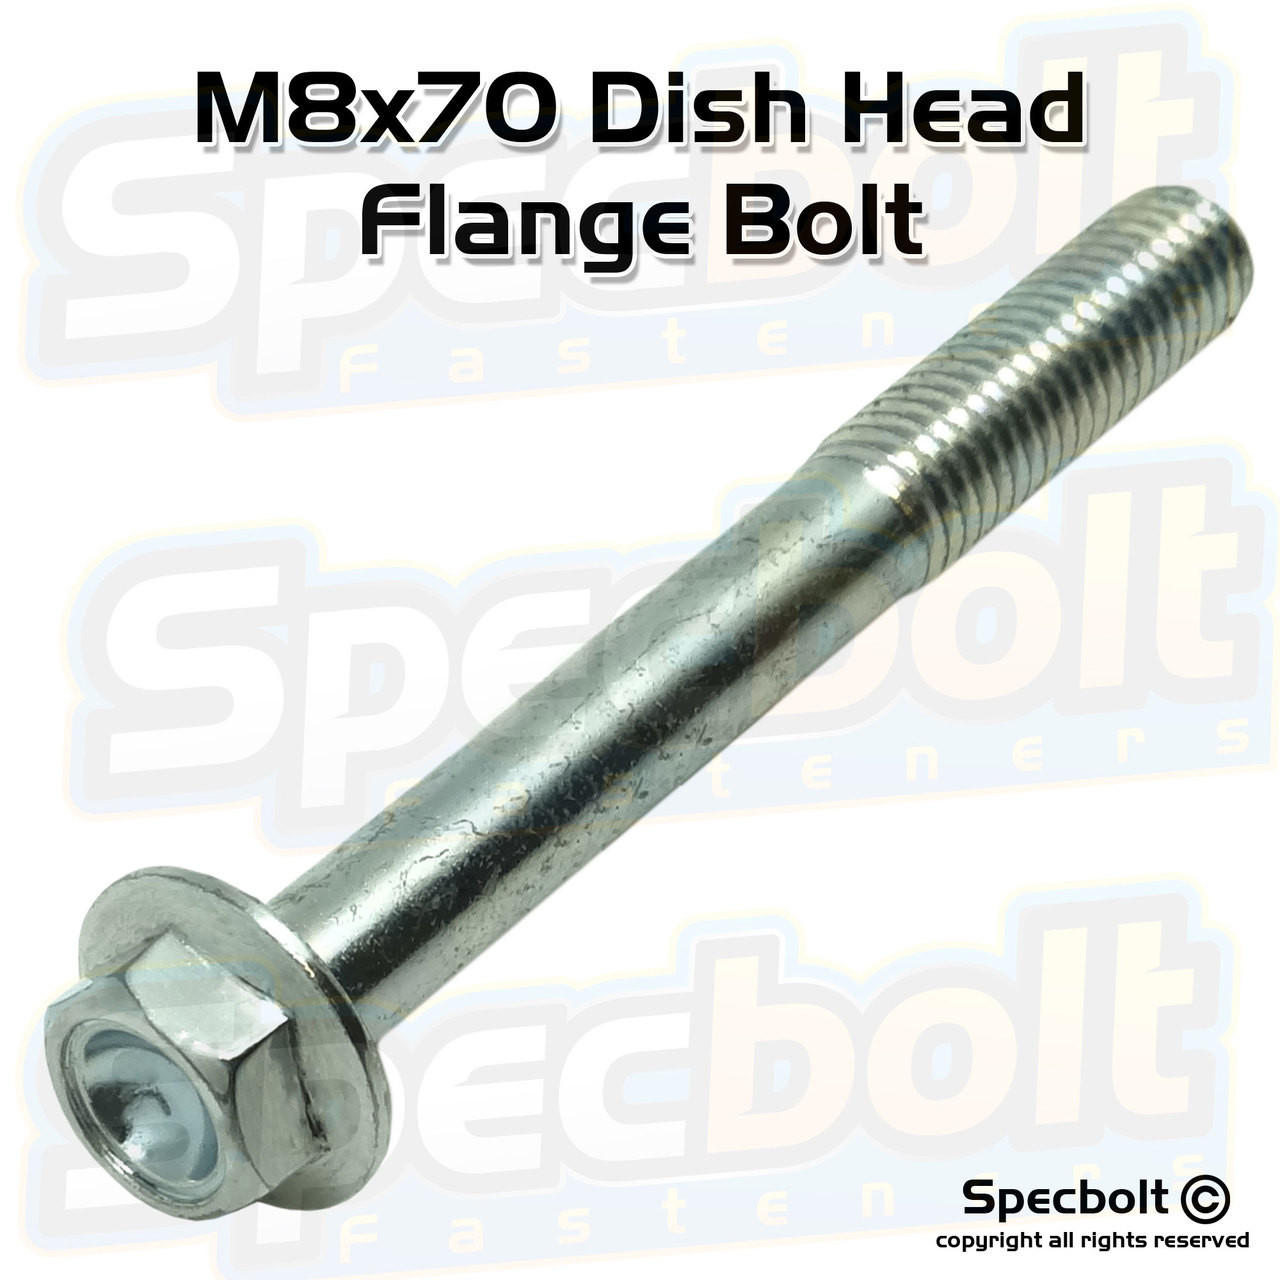 M8x70 Dish Head
Flange Bolt
Specbolt
Fasteners
Specbolt
Fasteners
Specbolt
Fasteners
Specbolt ©
copyright all rights reserved